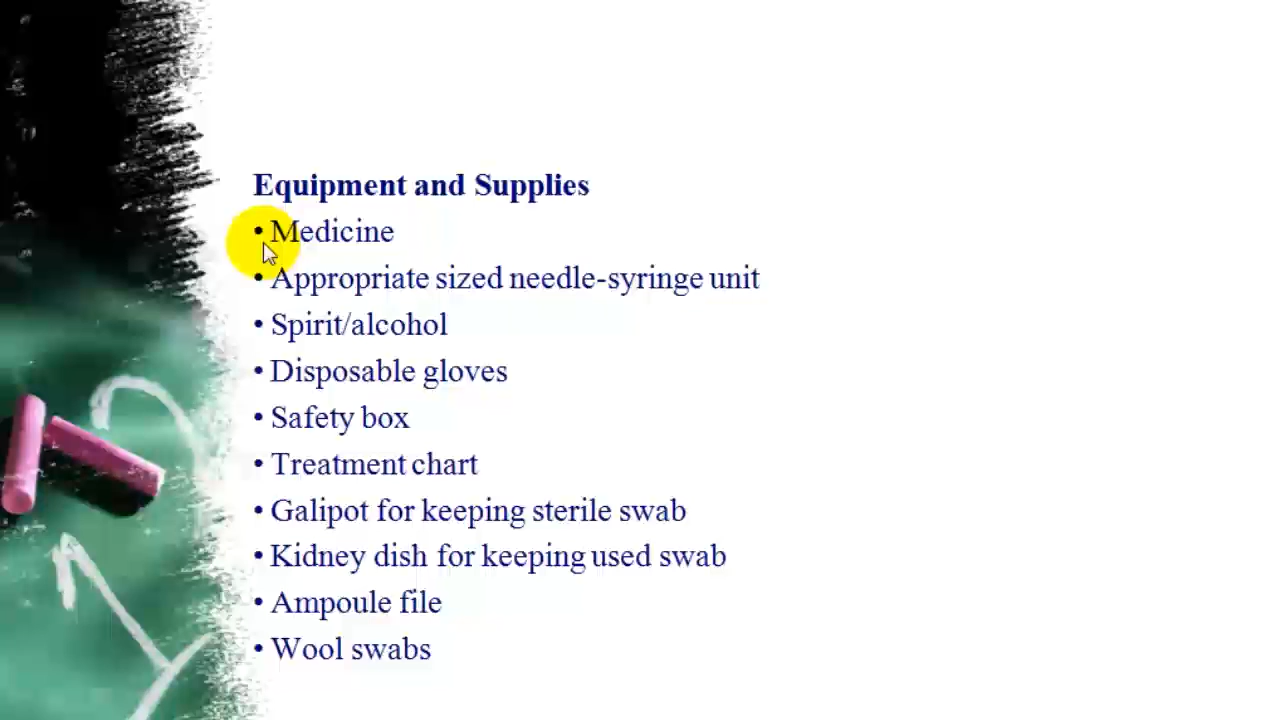 Equipment and Supplies
• Medicine
• Appropriate sized needle-syringe unit
• Spirit/alcohol
• Disposable gloves
• Safety box
• Treatment chart
• Galipot for keeping sterile swab
• Kidney dish for keeping used swab
• Ampoule file
• Wool swabs